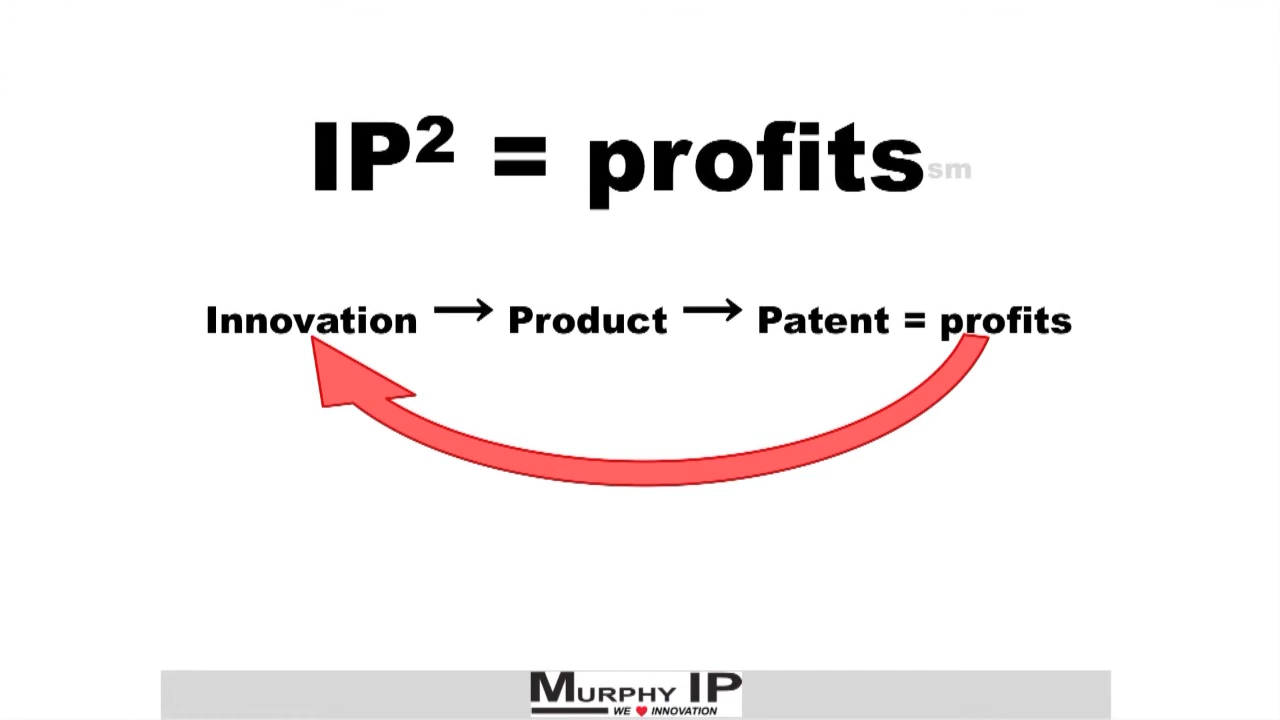 IP² = profits sm
Innovation → Product → Patent = profits
MURPHY IP
WE ❤ INNOVATION